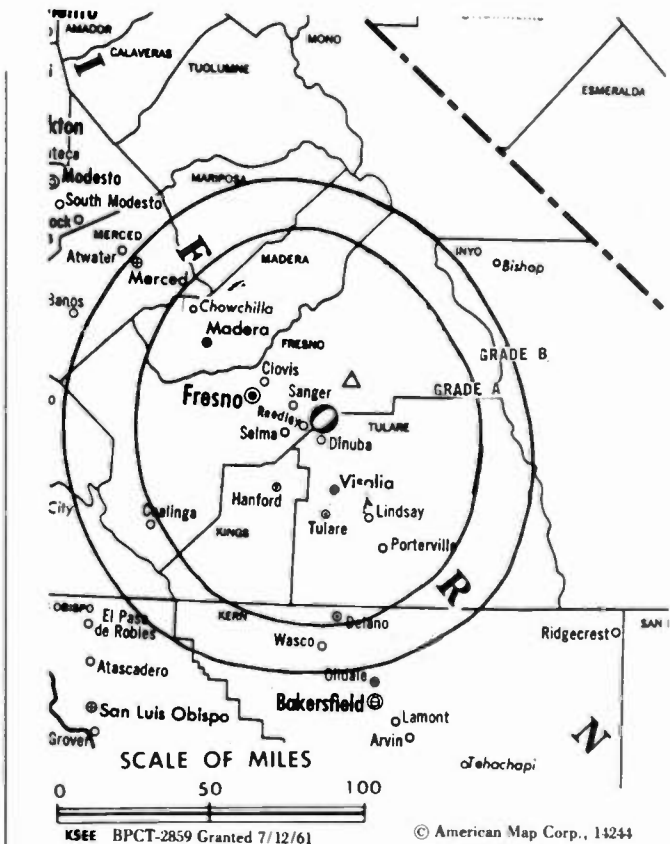 AMADOR
CALAVERAS
MONO
TUOLUMNE
ESMERALDA
I
Modesto
MARIPOSA
South Modesto
MERCED
Atwater
F
INYO
Merced
MADERA
Bishop
Chowchilla
Madera
FRESNO
GRADE B
Clovis
GRADE A
Fresno
Sanger
Reedley
TULARE
Selma
Dinuba
Visalia
Hanford
City
Coalinga
Tulare
Lindsay
KINGS
Porterville
R
KERN
El Paso
de Robles
Delano
Ridgecrest
Wasco
Atascadero
Oildale
Bakersfield
San Luis Obispo
Lamont
Arvin
N
Grover
Tehachapi
SCALE OF MILES
0 50 100
KSEE BPCT-2859 Granted 7/12/61
© American Map Corp., 14244